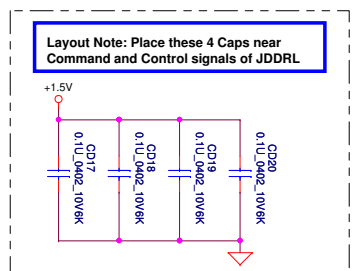 Layout Note: Place these 4 Caps near
Command and Control signals of JDDRL
+1.5V
CD17
0.1U_0402_10V6K
CD18
0.1U_0402_10V6K
CD19
0.1U_0402_10V6K
CD20
0.1U_0402_10V6K